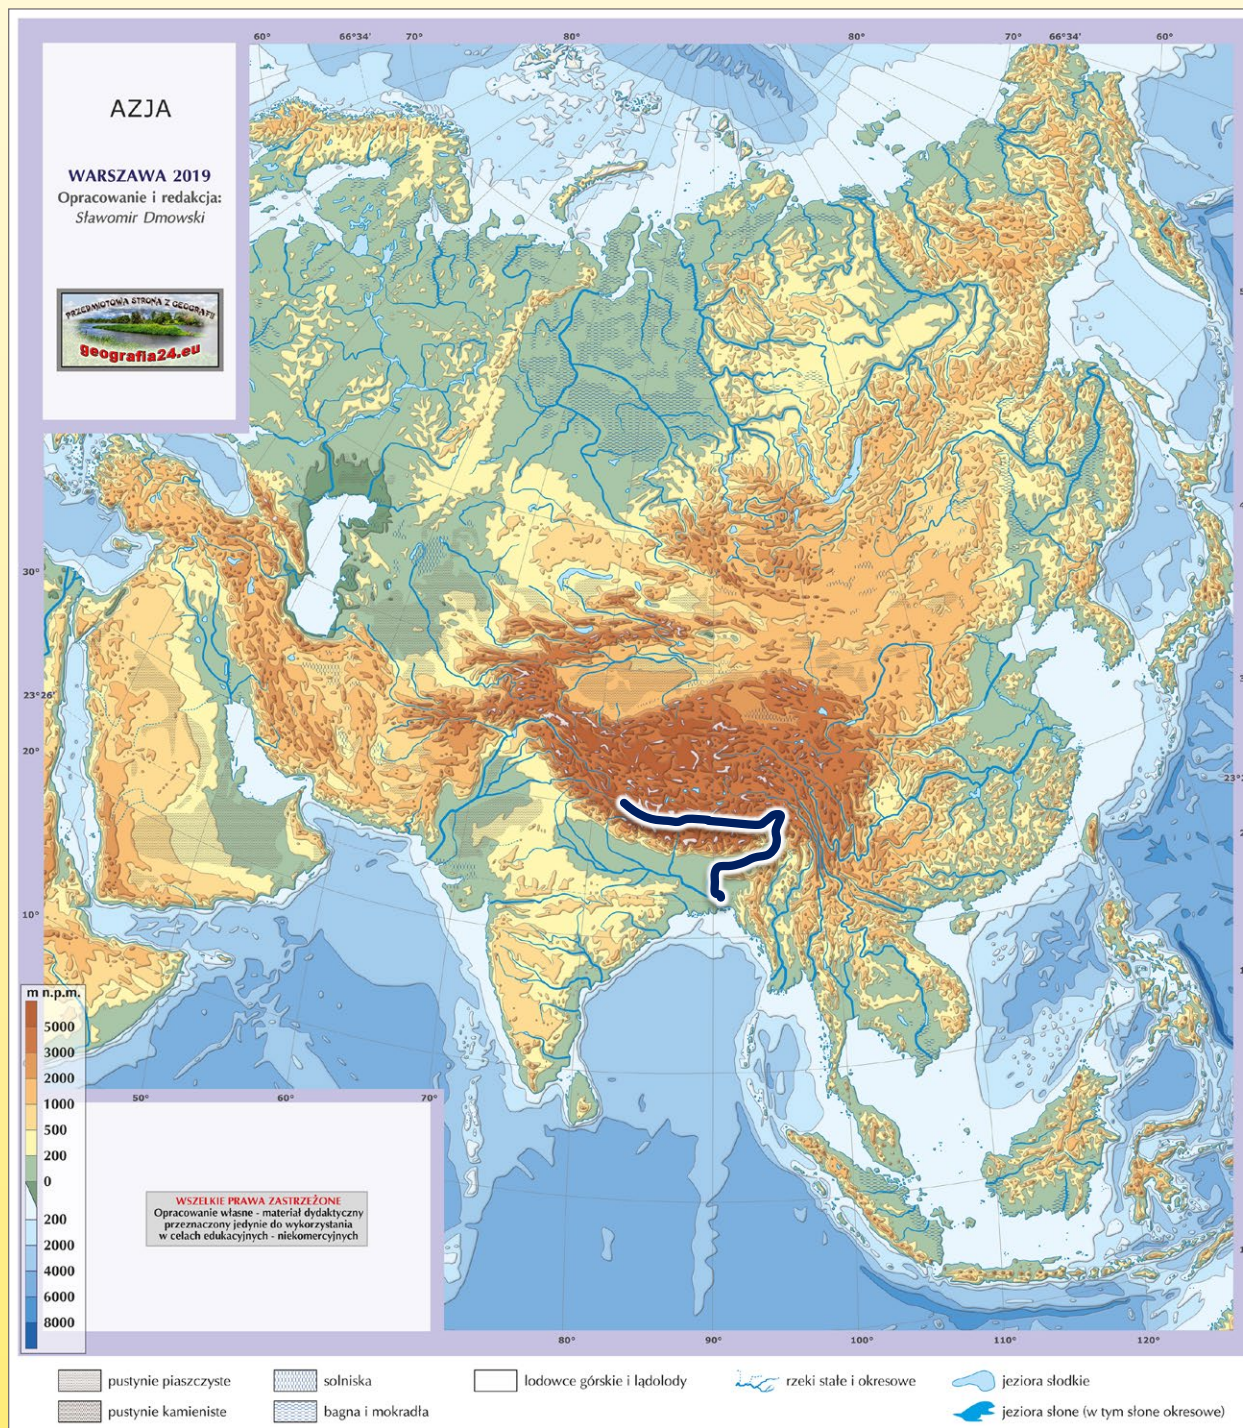 60°
66°34'
70°
80°
80°
70°
66°34'
60°
AZJA
WARSZAWA 2019
Opracowanie i redakcja:
Sławomir Dmowski
PRZEDMIOTOWA STRONA Z GEOGRAFII
geografia24.eu
30°
23°26'
20°
10°
m n.p.m.
5000
3000
2000
1000
500
200
0
200
2000
4000
6000
8000
50°
60°
70°
80°
90°
100°
110°
120°
WSZELKIE PRAWA ZASTRZEŻONE
Opracowanie własne - materiał dydaktyczny
przeznaczony jedynie do wykorzystania
w celach edukacyjnych - niekomercyjnych
pustynie piaszczyste
solniska
lodowce górskie i lądolody
rzeki stałe i okresowe
jeziora słodkie
pustynie kamieniste
bagna i mokradła
jeziora słone (w tym słone okresowe)